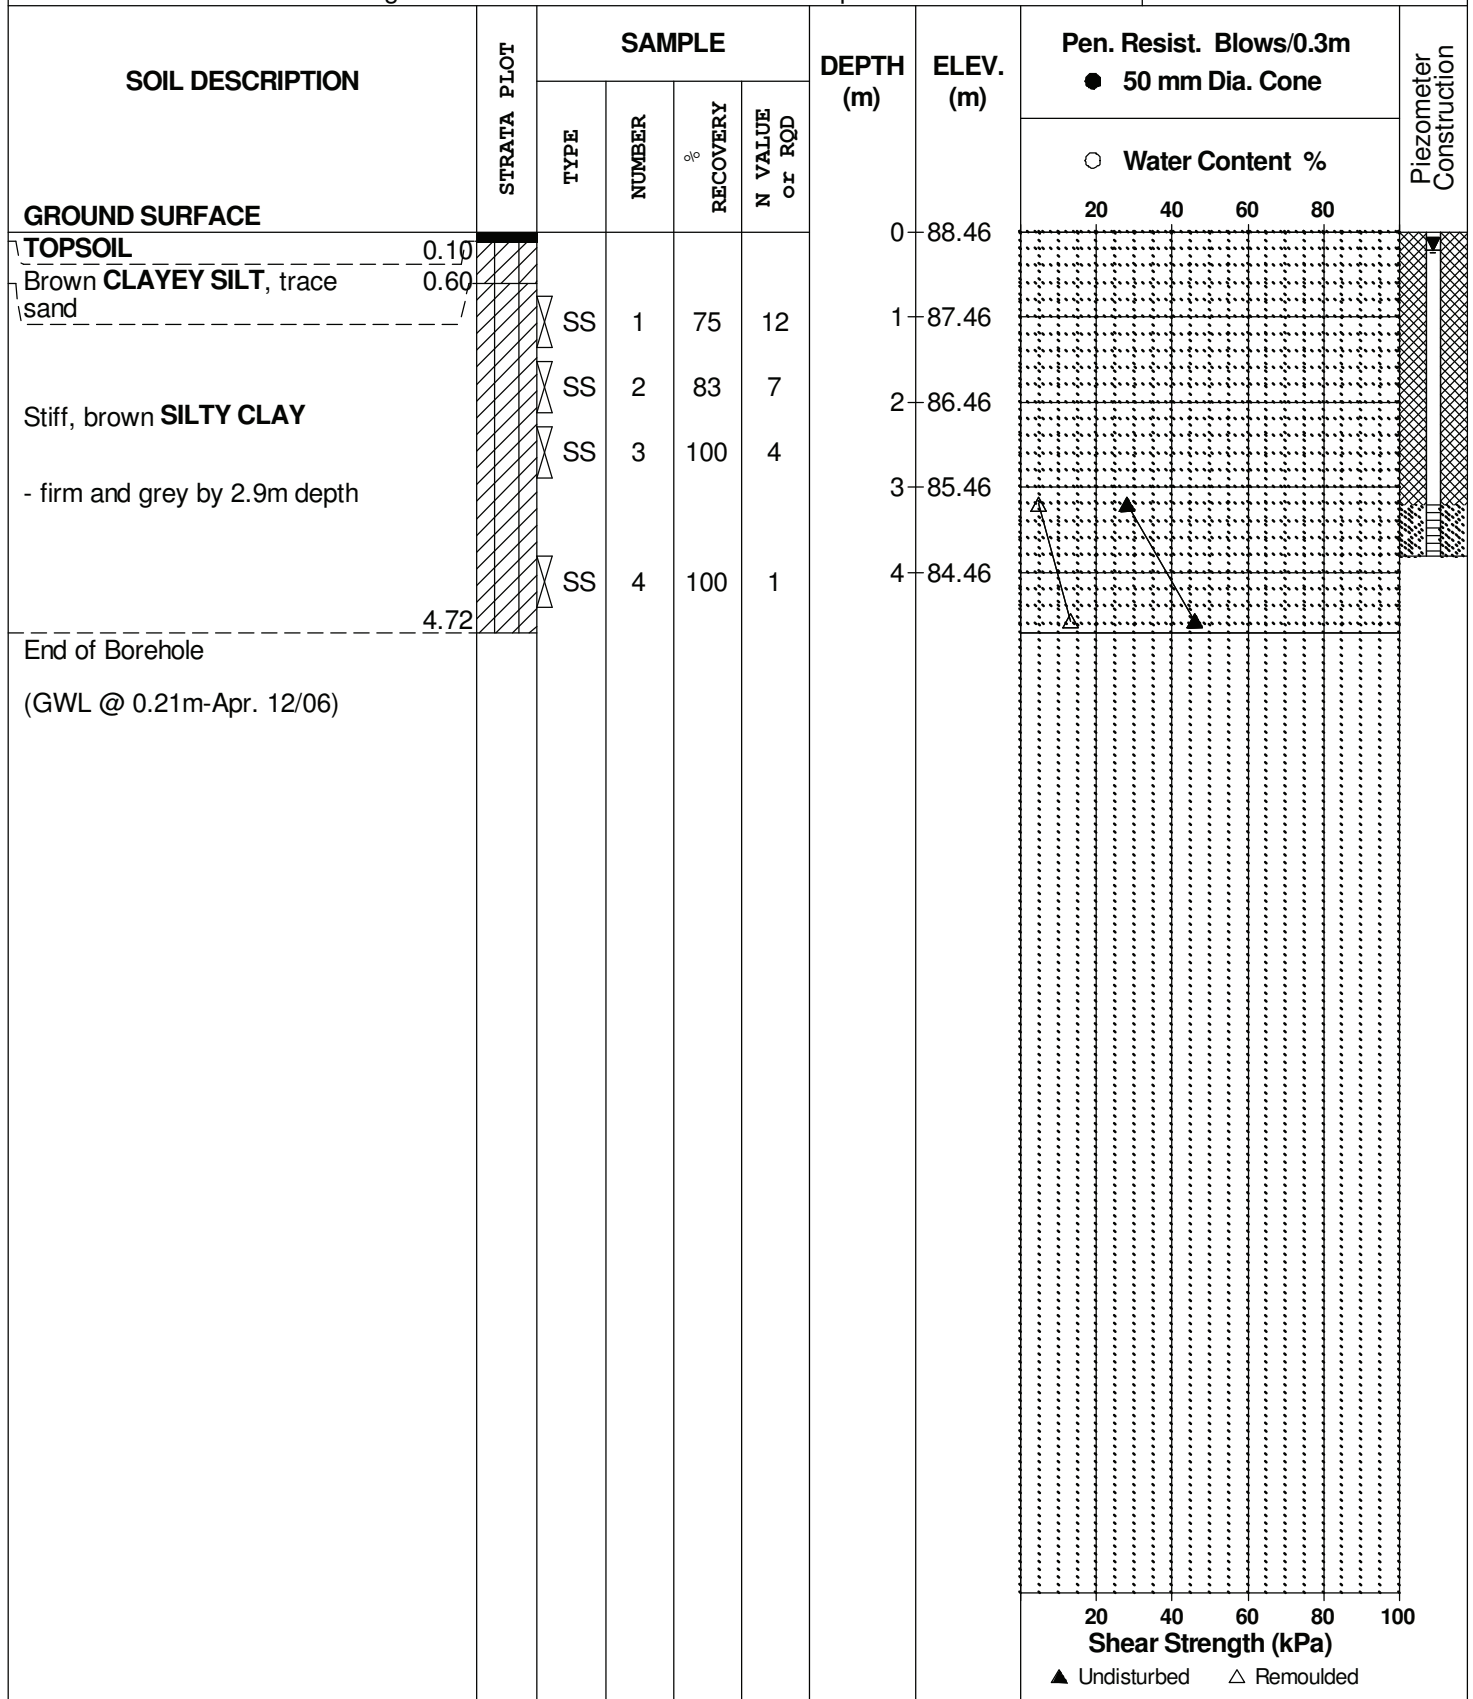 SOIL DESCRIPTION
STRATA PLOT
SAMPLE
TYPE
NUMBER
% RECOVERY
N VALUE or RQD
DEPTH (m)
ELEV. (m)
Pen. Resist. Blows/0.3m
● 50 mm Dia. Cone
○ Water Content %
20 40 60 80
Piezometer Construction
GROUND SURFACE
0 88.46
TOPSOIL 0.10
Brown CLAYEY SILT, trace 0.60
sand
SS 1 75 12
1 87.46
SS 2 83 7
2 86.46
Stiff, brown SILTY CLAY
SS 3 100 4
3 85.46
- firm and grey by 2.9m depth
4 84.46
SS 4 100 1
4.72
End of Borehole
(GWL @ 0.21m-Apr. 12/06)
20 40 60 80 100
Shear Strength (kPa)
▲ Undisturbed △ Remoulded